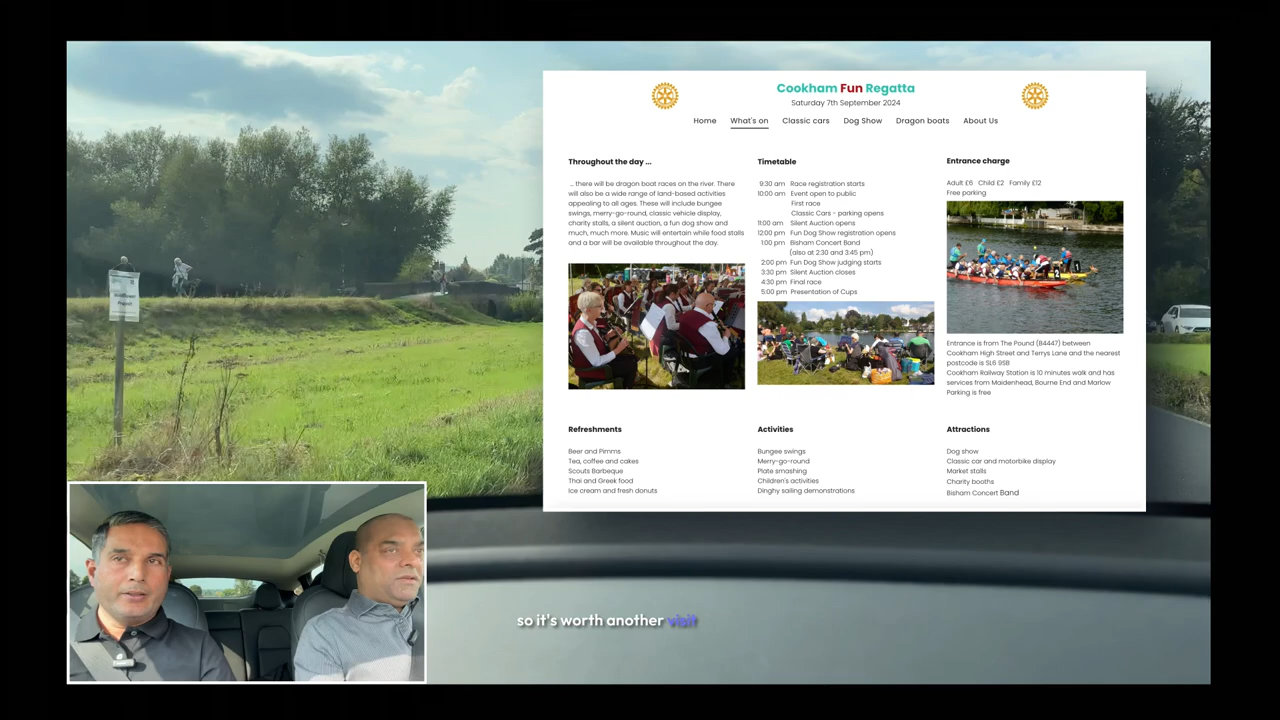 Cookham Fun Regatta
Saturday 7th September 2024
Home What's on Classic cars Dog Show Dragon boats About Us
Throughout the day ...
... there will be dragon boat races on the river. There
will also be a wide range of land-based activities
appealing to all ages. These will include bungee
swings, merry-go-round, classic vehicle display,
charity stalls, a silent auction, a fun dog show and
much, much more. Music will entertain while food stalls
and a bar will be available throughout the day.
Timetable
9:30 am Race registration starts
10:00 am Event open to public
First race
Classic Cars - parking opens
11:00 am Silent Auction opens
12:00 pm Fun Dog Show registration opens
1:00 pm Bisham Concert Band
(also at 2:30 and 3:45 pm)
2:00 pm Fun Dog Show judging starts
3:30 pm Silent Auction closes
4:30 pm Final race
5:00 pm Presentation of Cups
Entrance charge
Adult £6 Child £2 Family £12
Free parking
Entrance is from The Pound (B4447) between
Cookham High Street and Terrys Lane and the nearest
postcode is SL6 9SB
Cookham Railway Station is 10 minutes walk and has
services from Maidenhead, Bourne End and Marlow
Parking is free
Refreshments
Beer and Pimms
Tea, coffee and cakes
Scouts Barbeque
Thai and Greek food
Ice cream and fresh donuts
Activities
Bungee swings
Merry-go-round
Plate smashing
Children's activities
Dinghy sailing demonstrations
Attractions
Dog show
Classic car and motorbike display
Market stalls
Charity booths
Bisham Concert Band
so it's worth another visit